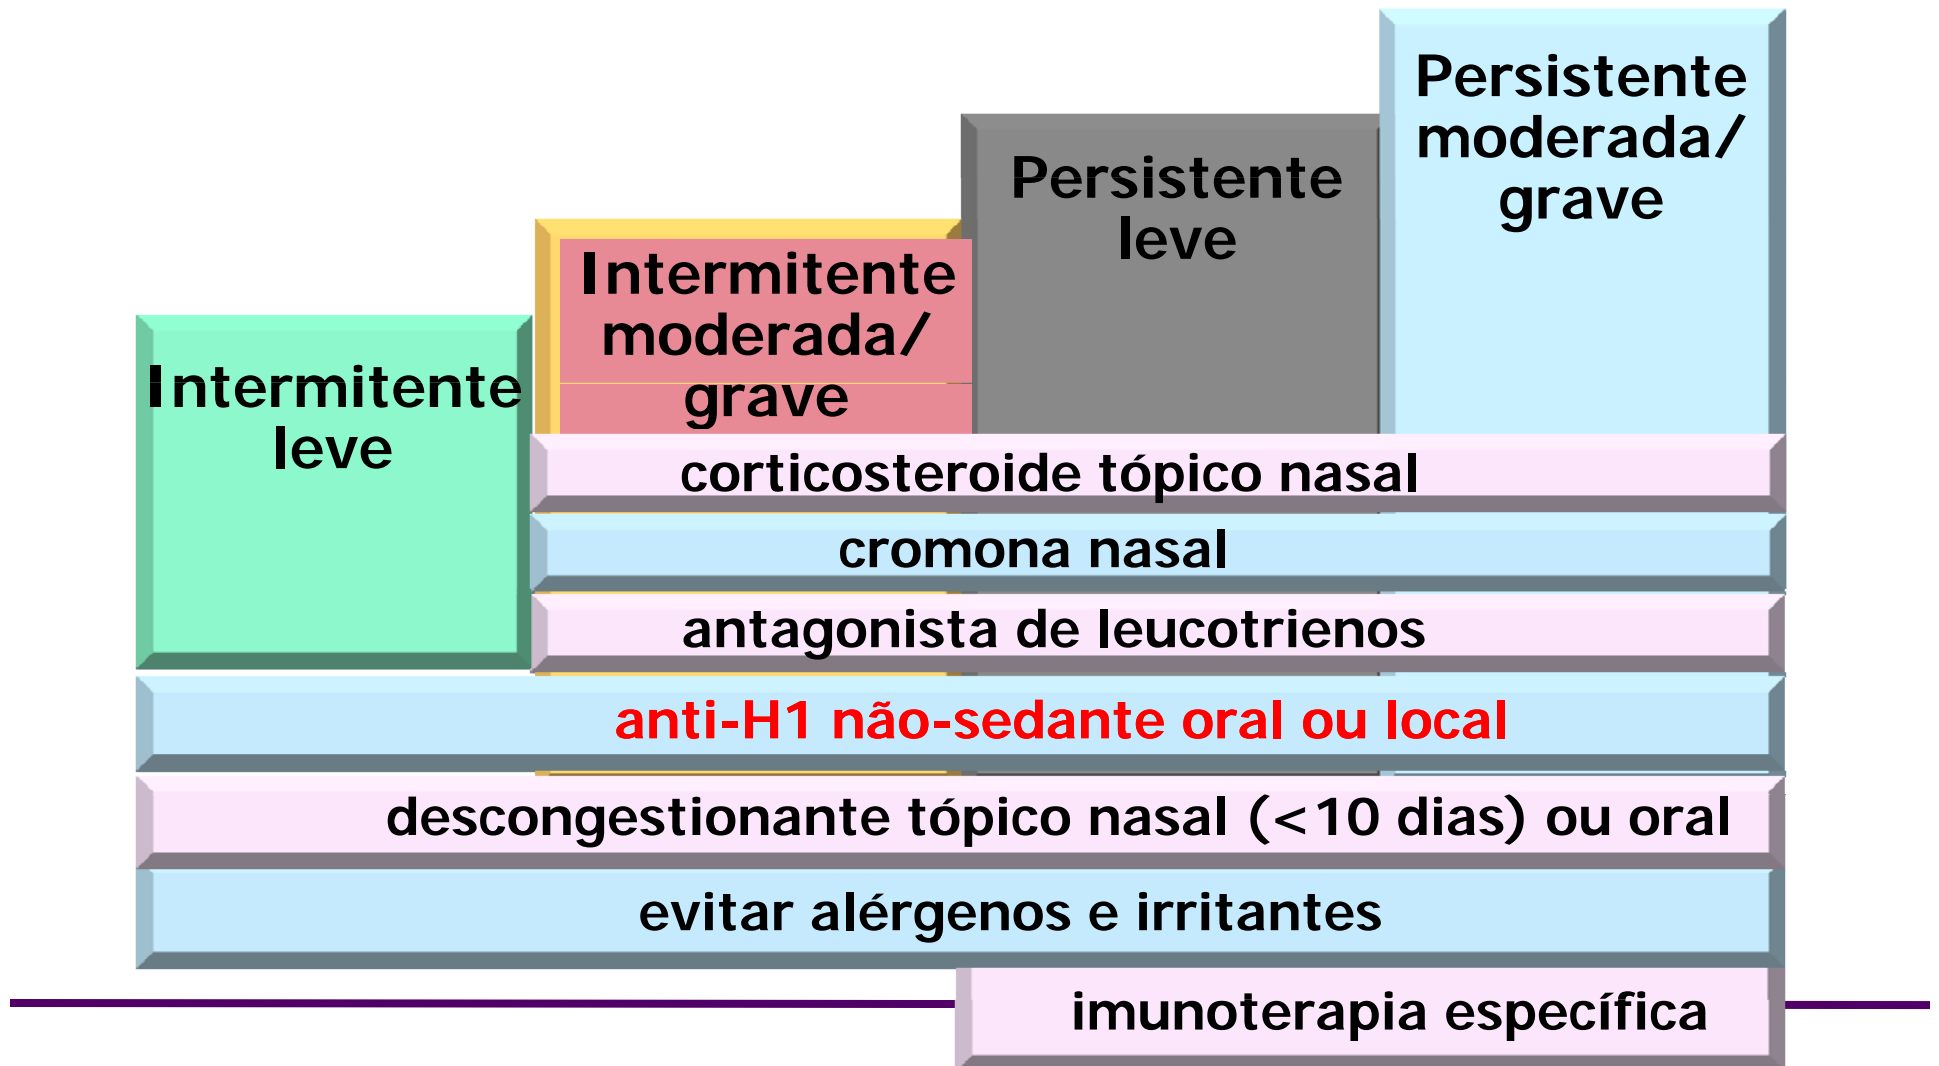 Intermitente
leve
Intermitente
moderada/
grave
Persistente
leve
Persistente
moderada/
grave
corticosteroide tópico nasal
cromona nasal
antagonista de leucotrienos
anti-H1 não-sedante oral ou local
descongestionante tópico nasal (<10 dias) ou oral
evitar alérgenos e irritantes
imunoterapia específica